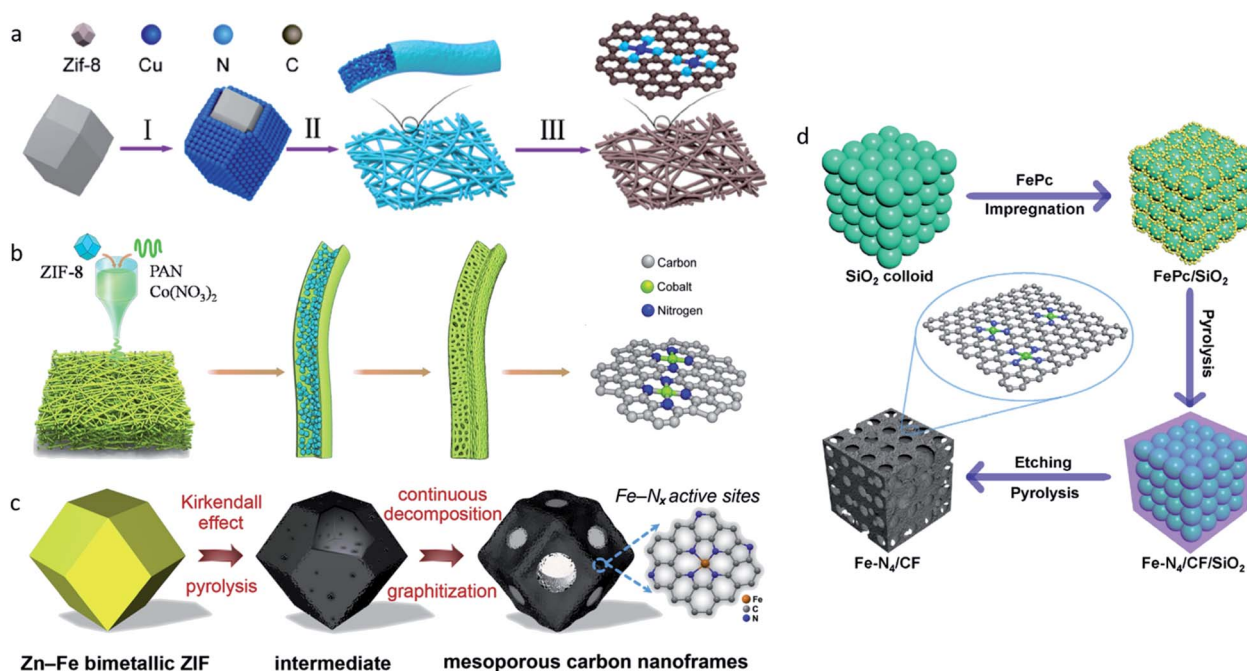 a
Zif-8 Cu N C
I II III
b
ZIF-8
PAN
Co(NO₃)₂
Carbon
Cobalt
Nitrogen
c
Kirkendall
effect
pyrolysis
continuous
decomposition
graphitization
Fe–Nₓ active sites
Fe
C
N
Zn–Fe bimetallic ZIF intermediate mesoporous carbon nanoframes
d
FePc
Impregnation
SiO₂ colloid
FePc/SiO₂
Pyrolysis
Etching
Pyrolysis
Fe-N₄/CF
Fe-N₄/CF/SiO₂